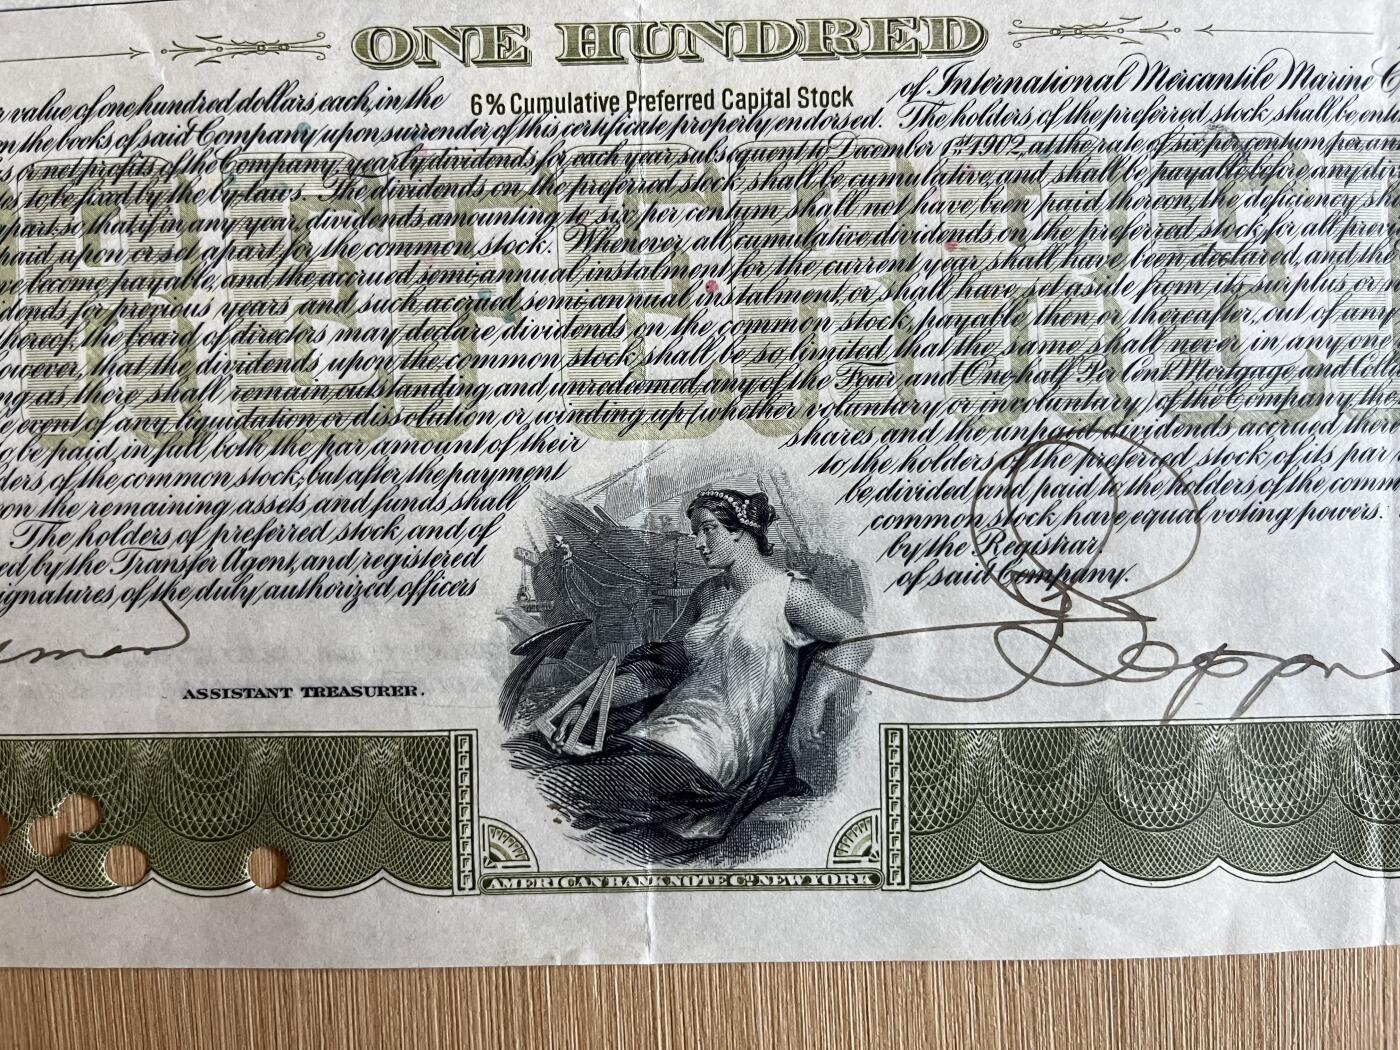 ONE HUNDRED
value of one hundred dollars each, in the 6% Cumulative Preferred Capital Stock of International Mercantile Marine C
the books of said Company upon surrender of this certificate properly endorsed. The holders of the preferred stock shall be
or net profits of the Company, yearly dividends for each year subsequent to December 1st 1902, at the rate of six per centum per
to be fixed by the by-laws. The dividends on the preferred stock, shall be cumulative, and shall be payable before any
part, so that if in any year dividends amounting to six per centum shall not have been paid thereon, the deficiency
paid upon or set apart for the common stock. Whenever all cumulative dividends on the preferred stock for all
become payable, and the accrued semi-annual instalment for the current year shall have been declared, and the
dends for previous years and such accrued semi-annual instalment, or shall have set aside from its surplus or
thereof, the board of directors may declare dividends on the common stock, payable then or thereafter, out of any
owever, that the dividends upon the common stock shall be so limited that the same shall never, in any one
ng as there shall remain outstanding and unredeemed any of the Four and One-half Per Cent Mortgage and
event of any liquidation or dissolution or winding up (whether voluntary or involuntary) of the Company the
be paid, in full both the par amount of their shares and the unpaid dividends accrued
ders of the common stock; but after the payment to the holders of the preferred stock of its par
on the remaining assets and funds shall be divided and paid to the holders of the comm
The holders of preferred stock, and of common stock have equal voting powers.
ed by the Transfer Agent, and registered by the Registrar.
ignatures of the duly authorized officers of said Company.
ASSISTANT TREASURER.
AMERICAN BANK NOTE CO. NEW YORK